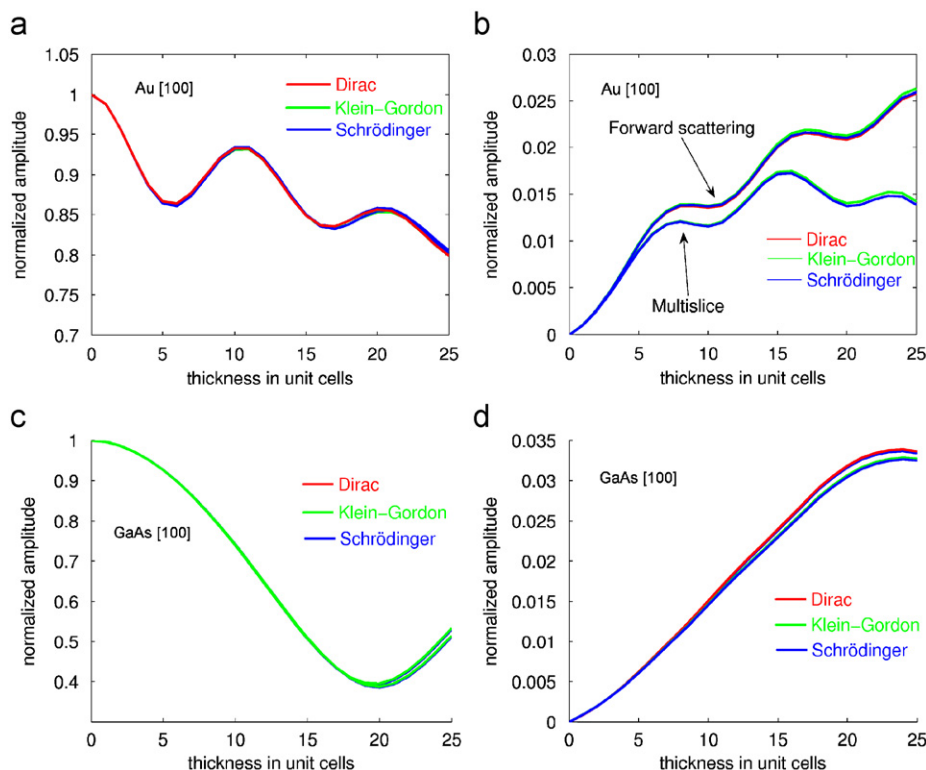 a
1.05
1
0.95
0.9
0.85
0.8
0.75
0.7
normalized amplitude
Au [100]
Dirac
Klein-Gordon
Schrödinger
0 5 10 15 20 25
thickness in unit cells
b
0.03
0.025
0.02
0.015
0.01
0.005
0
normalized amplitude
Au [100]
Forward scattering
Multislice
Dirac
Klein-Gordon
Schrödinger
0 5 10 15 20 25
thickness in unit cells
c
1
0.9
0.8
0.7
0.6
0.5
0.4
normalized amplitude
GaAs [100]
Dirac
Klein-Gordon
Schrödinger
0 5 10 15 20 25
thickness in unit cells
d
0.035
0.03
0.025
0.02
0.015
0.01
0.005
0
normalized amplitude
GaAs [100]
Dirac
Klein-Gordon
Schrödinger
0 5 10 15 20 25
thickness in unit cells